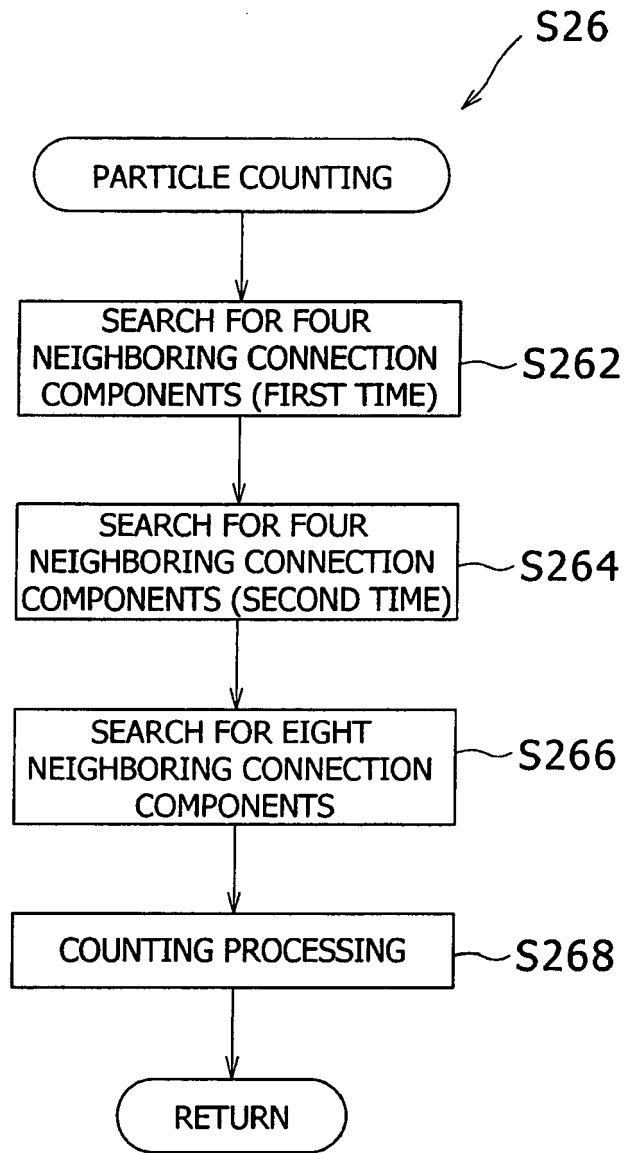 S26
PARTICLE COUNTING
SEARCH FOR FOUR
NEIGHBORING CONNECTION
COMPONENTS (FIRST TIME)
S262
SEARCH FOR FOUR
NEIGHBORING CONNECTION
COMPONENTS (SECOND TIME)
S264
SEARCH FOR EIGHT
NEIGHBORING CONNECTION
COMPONENTS
S266
COUNTING PROCESSING
S268
RETURN